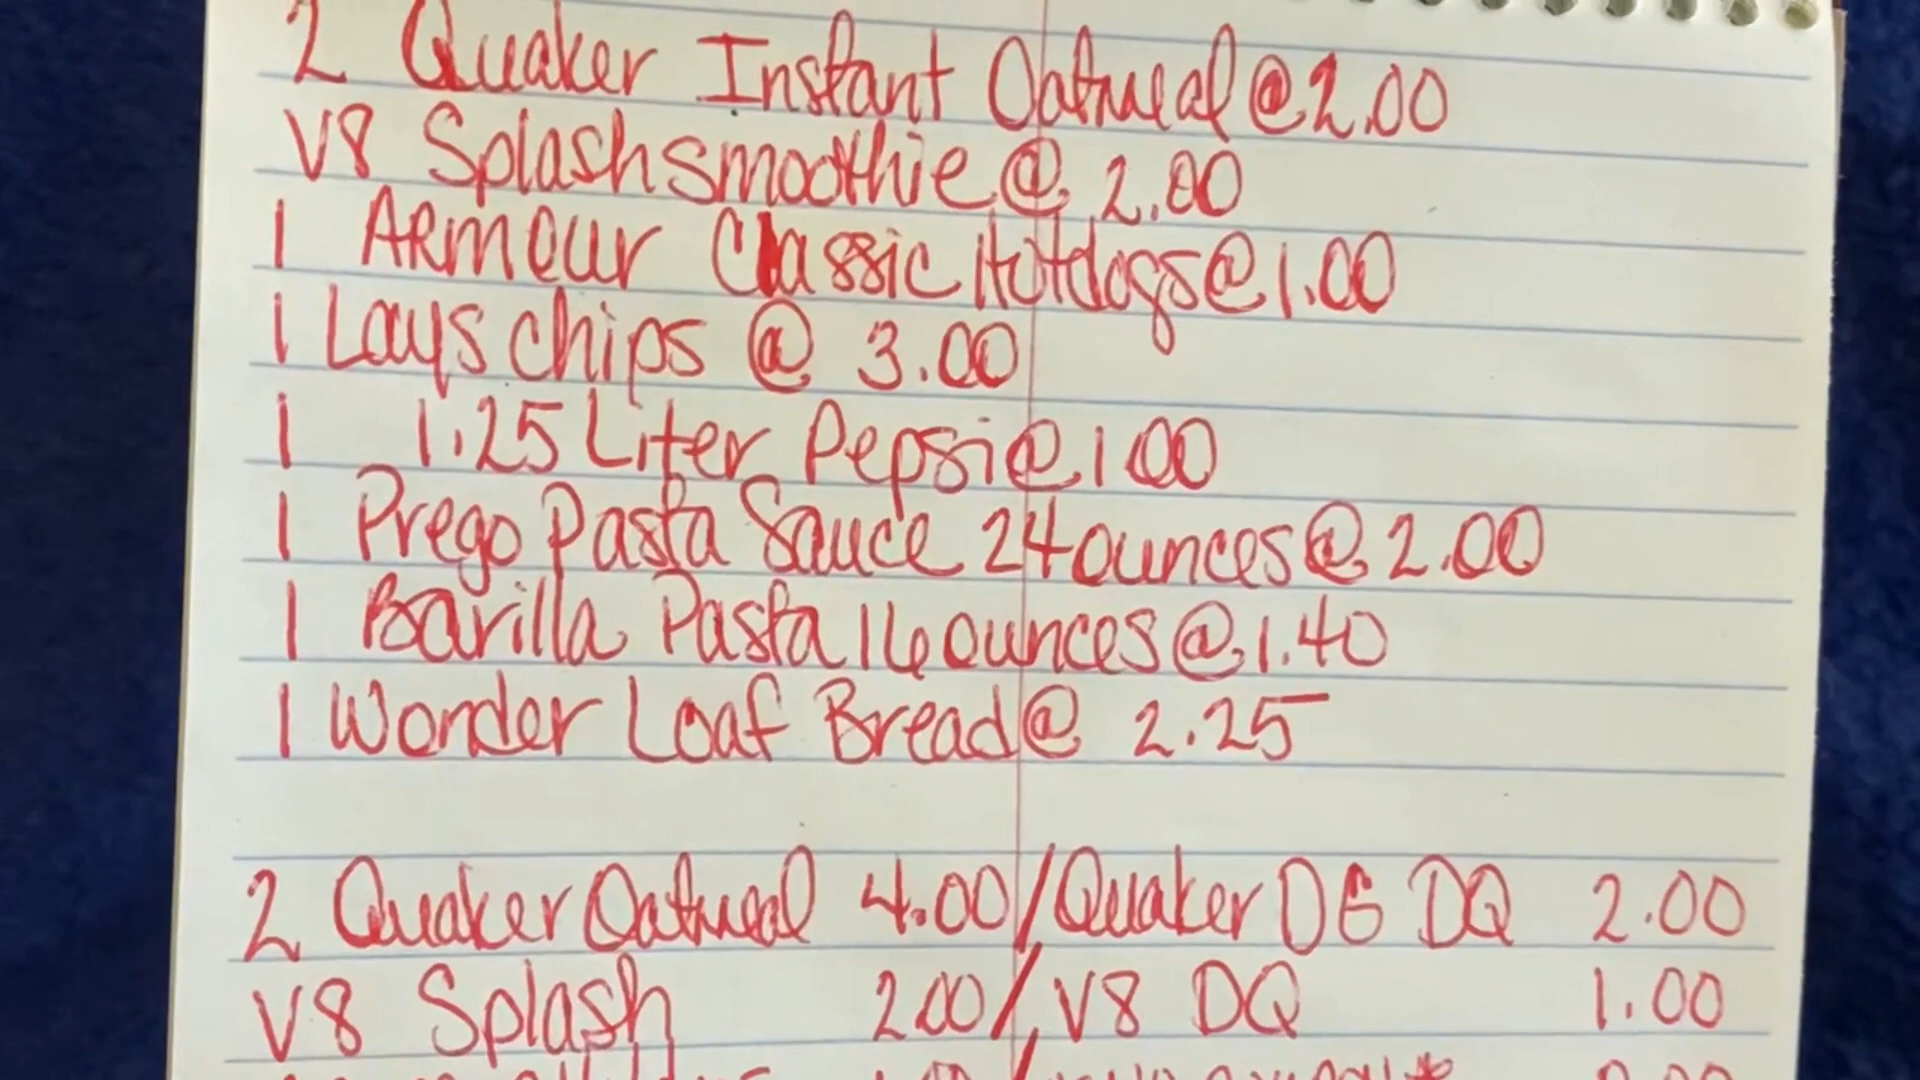 2 Quaker Instant Oatmeal @ 2.00
V8 Splash smoothie @ 2.00
1 Armour Classic Hotdogs @ 1.00
1 Lays chips @ 3.00
1 1.25 Liter Pepsi @ 1 00
1 Prego Pasta Sauce 24 ounces @ 2.00
1 Barilla Pasta 16 ounces @ 1.40
1 Wonder Loaf Bread @ 2.25
2 Quaker Oatmeal 4.00 / Quaker DG DQ 2.00
V8 Splash 2 00 / V8 DQ 1.00